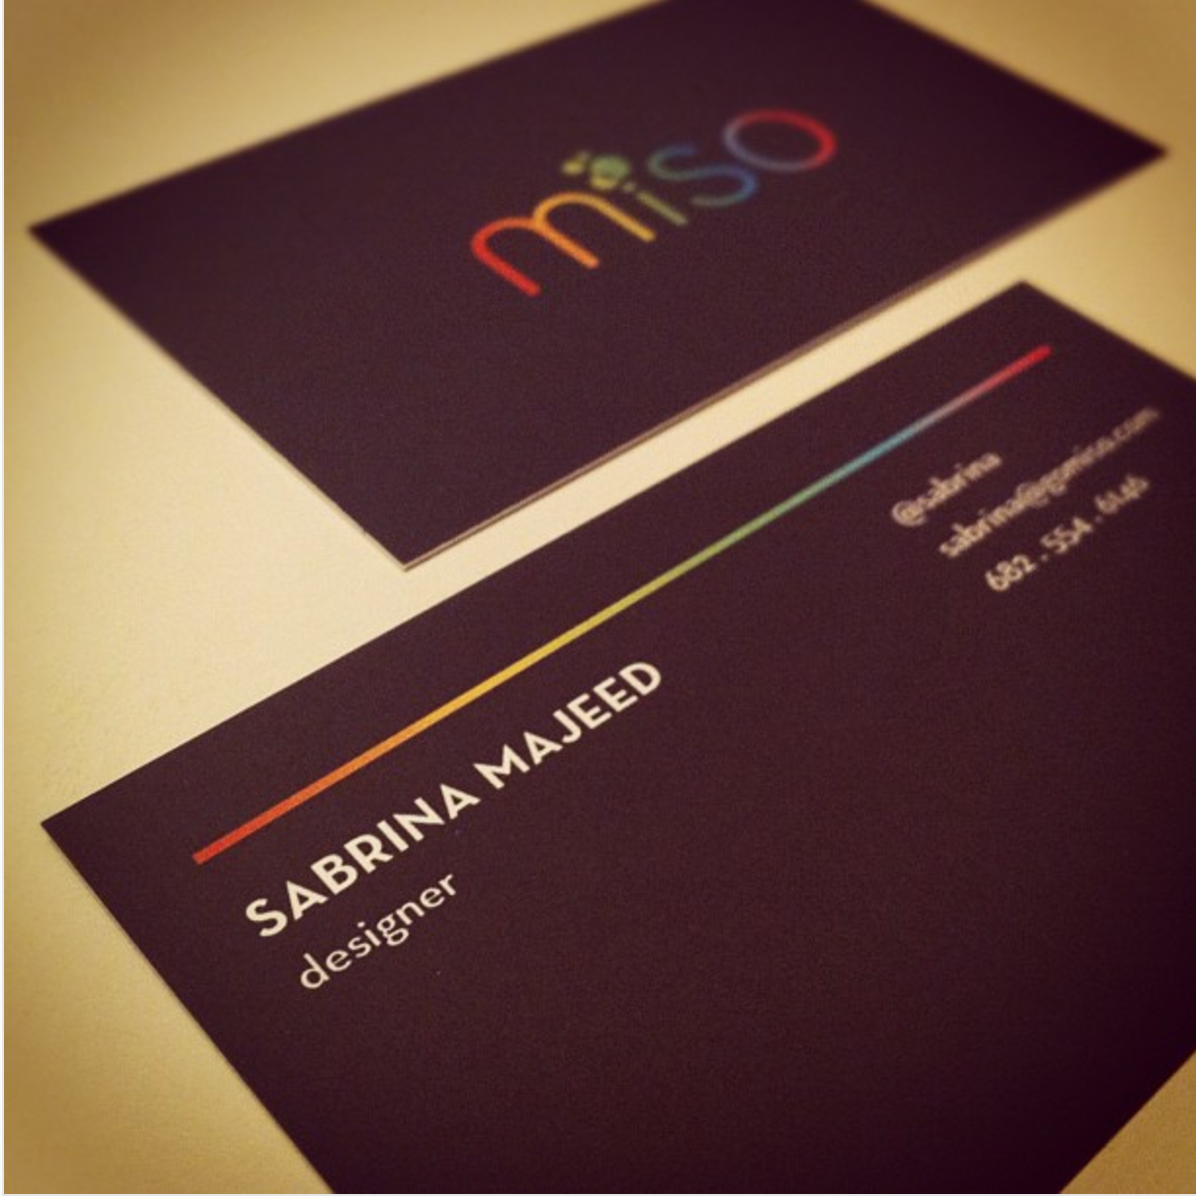 miso
SABRINA MAJEED
designer
@sabrina
sabrina@gomiso.com
682 . 554 . 6146